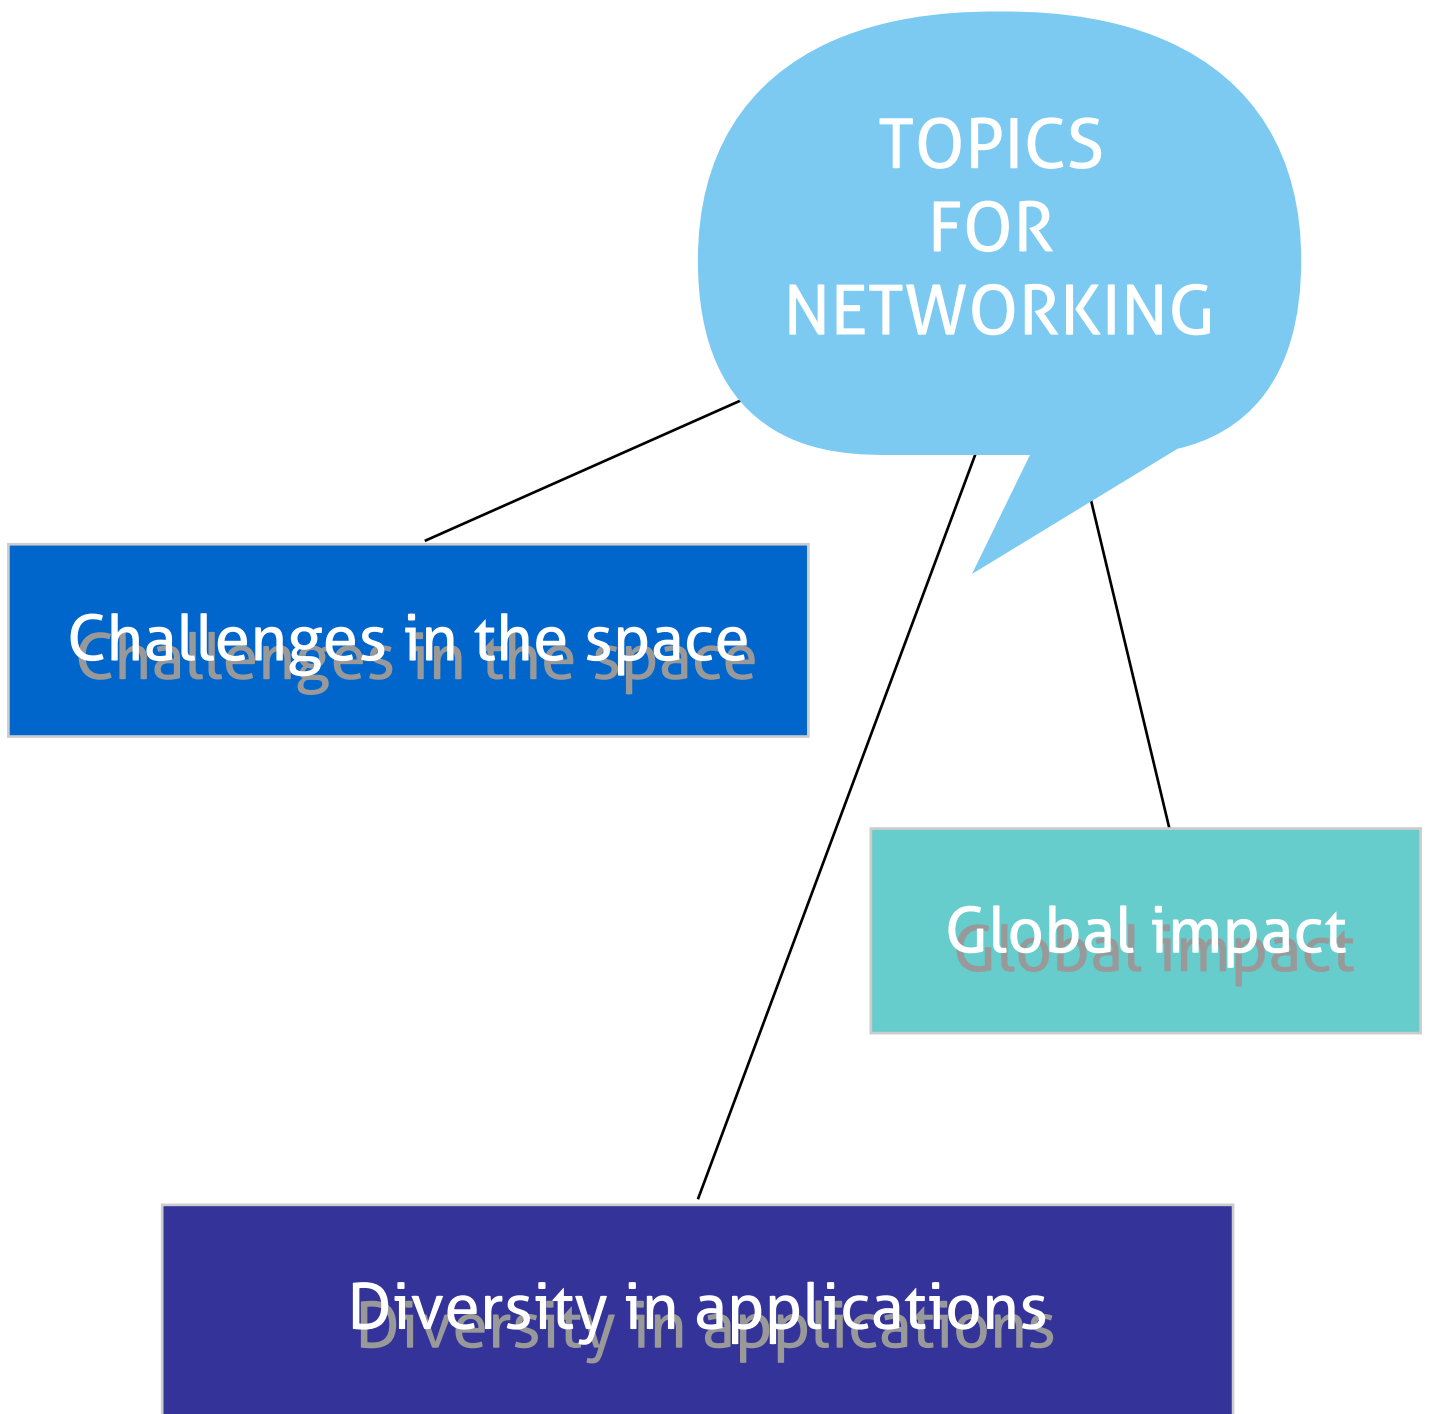 TOPICS
FOR
NETWORKING
Challenges in the space
Global impact
Diversity in applications